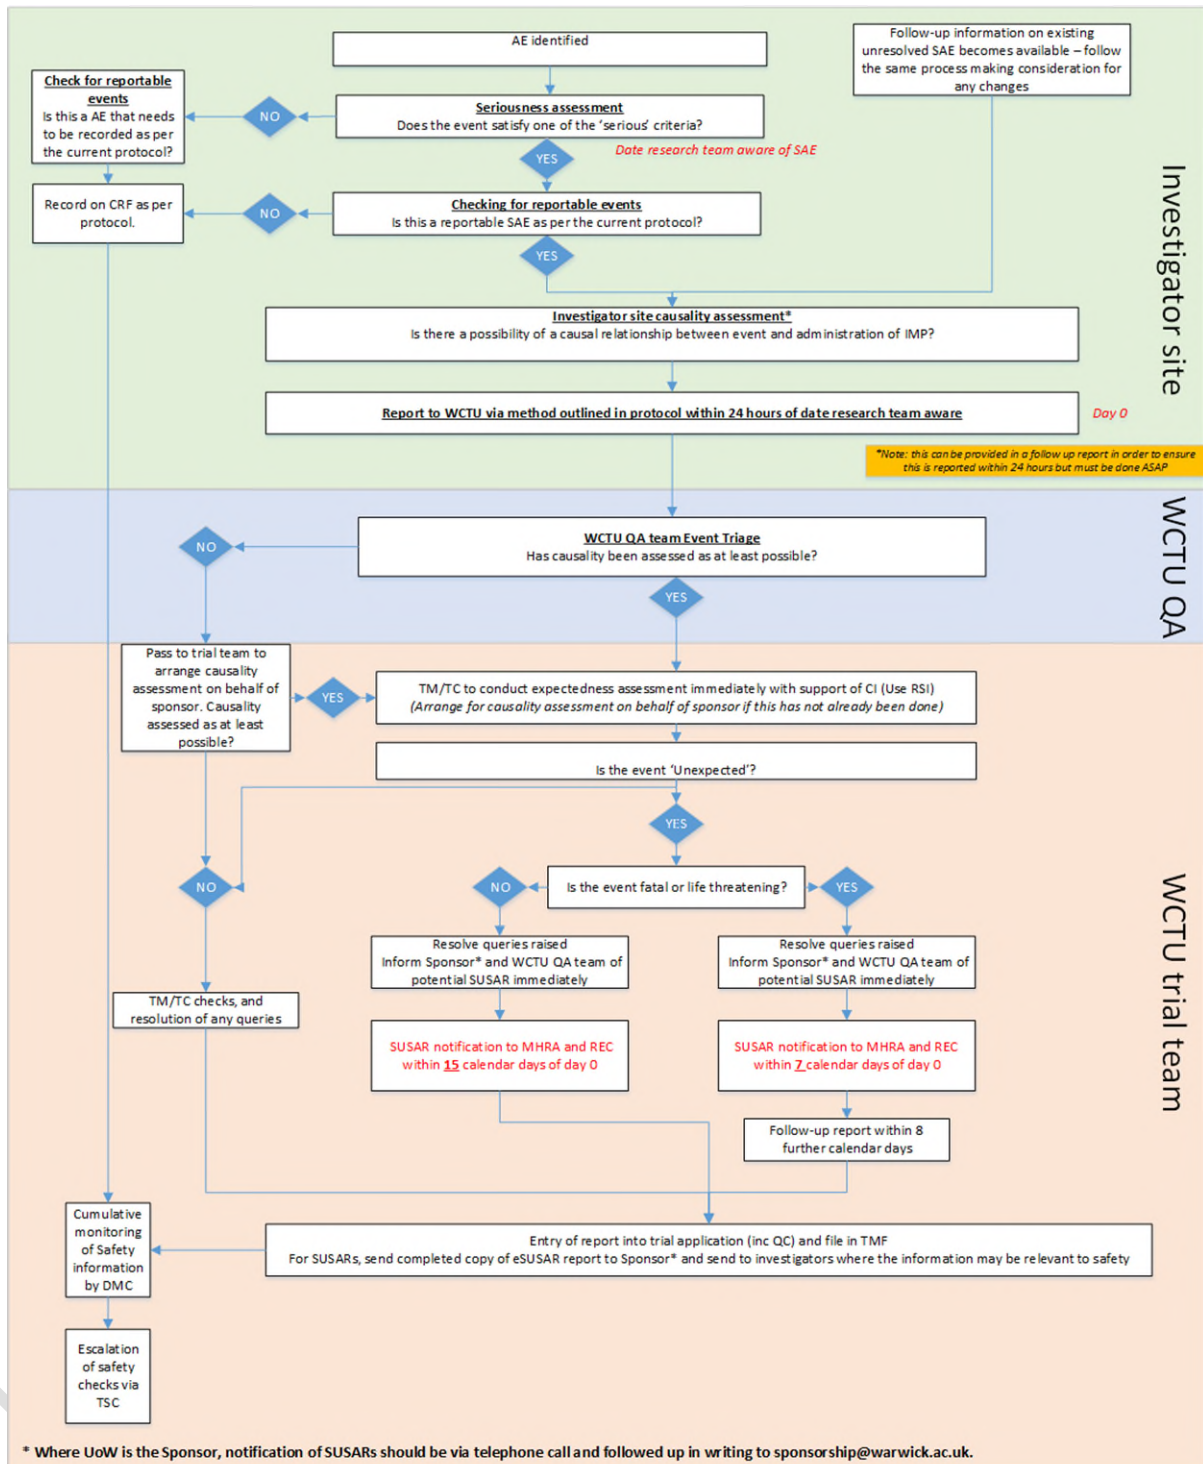 AE identified
Follow-up information on existing
unresolved SAE becomes available – follow
the same process making consideration for
any changes
Check for reportable
events
Is this a AE that needs
to be recorded as per
the current protocol?
NO
Seriousness assessment
Does the event satisfy one of the ‘serious’ criteria?
YES
Date research team aware of SAE
Record on CRF as per
protocol.
NO
Checking for reportable events
Is this a reportable SAE as per the current protocol?
YES
Investigator site
Investigator site causality assessment*
Is there a possibility of a causal relationship between event and administration of IMP?
Report to WCTU via method outlined in protocol within 24 hours of date research team aware
Day 0
*Note: this can be provided in a follow up report in order to ensure
this is reported within 24 hours but must be done ASAP
NO
WCTU QA team Event Triage
Has causality been assessed as at least possible?
YES
WCTU QA
Pass to trial team to
arrange causality
assessment on behalf of
sponsor. Causality
assessed as at least
possible?
YES
TM/TC to conduct expectedness assessment immediately with support of CI (Use RSI)
(Arrange for causality assessment on behalf of sponsor if this has not already been done)
Is the event ‘Unexpected’?
YES
NO
NO
Is the event fatal or life threatening?
YES
WCTU trial team
Resolve queries raised
Inform Sponsor* and WCTU QA team of
potential SUSAR immediately
Resolve queries raised
Inform Sponsor* and WCTU QA team of
potential SUSAR immediately
TM/TC checks, and
resolution of any queries
SUSAR notification to MHRA and REC
within 15 calendar days of day 0
SUSAR notification to MHRA and REC
within 7 calendar days of day 0
Follow-up report within 8
further calendar days
Cumulative
monitoring
of Safety
information
by DMC
Entry of report into trial application (inc QC) and file in TMF
For SUSARs, send completed copy of eSUSAR report to Sponsor* and send to investigators where the information may be relevant to safety
Escalation
of safety
checks via
TSC
* Where UoW is the Sponsor, notification of SUSARs should be via telephone call and followed up in writing to sponsorship@warwick.ac.uk.